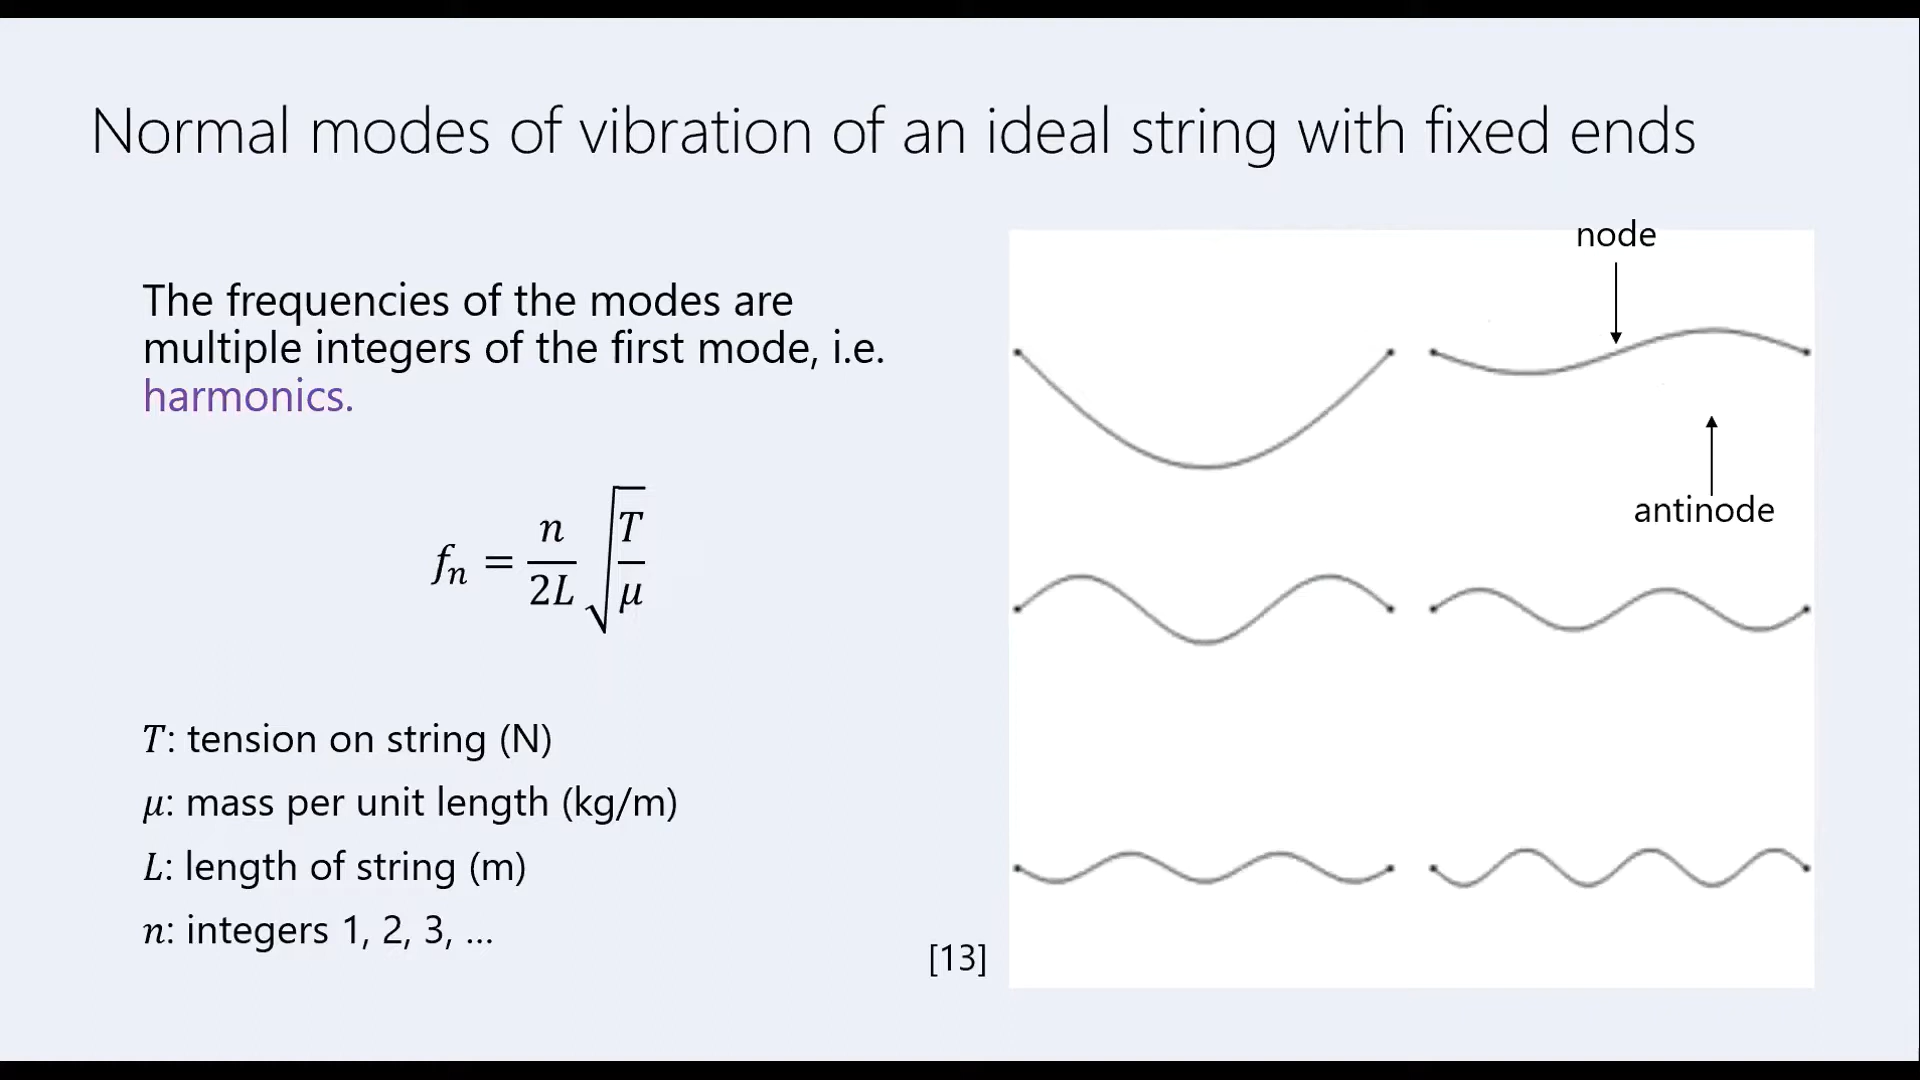 Normal modes of vibration of an ideal string with fixed ends
The frequencies of the modes are
multiple integers of the first mode, i.e.
harmonics.
fₙ = n/2L √(T/μ)
T: tension on string (N)
μ: mass per unit length (kg/m)
L: length of string (m)
n: integers 1, 2, 3, ...
[13]
node
antinode